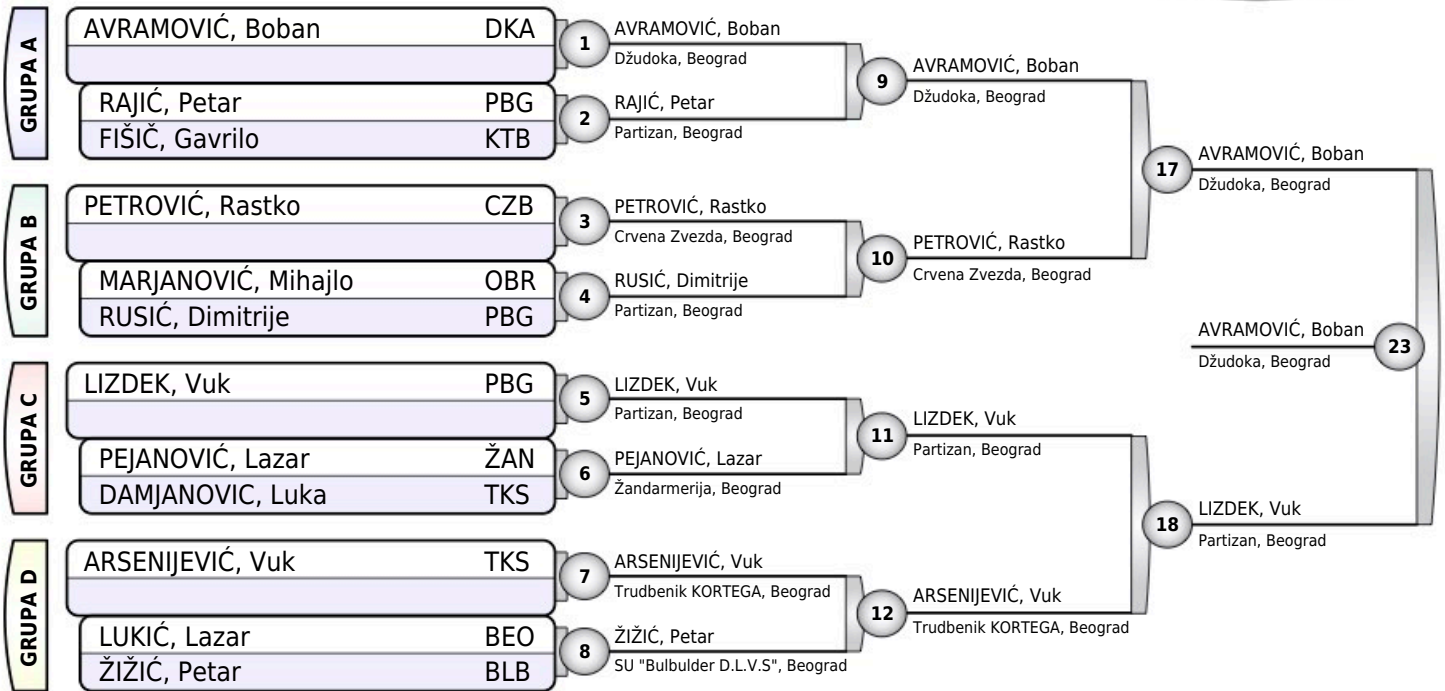 GRUPA A
AVRAMOVIĆ, Boban DKA
RAJIĆ, Petar PBG
FIŠIČ, Gavrilo KTB
GRUPA B
PETROVIĆ, Rastko CZB
MARJANOVIĆ, Mihajlo OBR
RUSIĆ, Dimitrije PBG
GRUPA C
LIZDEK, Vuk PBG
PEJANOVIĆ, Lazar ŽAN
DAMJANOVIC, Luka TKS
GRUPA D
ARSENIJEVIĆ, Vuk TKS
LUKIĆ, Lazar BEO
ŽIŽIĆ, Petar BLB
1
AVRAMOVIĆ, Boban
Džudoka, Beograd
2
RAJIĆ, Petar
Partizan, Beograd
3
PETROVIĆ, Rastko
Crvena Zvezda, Beograd
4
RUSIĆ, Dimitrije
Partizan, Beograd
5
LIZDEK, Vuk
Partizan, Beograd
6
PEJANOVIĆ, Lazar
Žandarmerija, Beograd
7
ARSENIJEVIĆ, Vuk
Trudbenik KORTEGA, Beograd
8
ŽIŽIĆ, Petar
SU "Bulbulder D.L.V.S", Beograd
9
AVRAMOVIĆ, Boban
Džudoka, Beograd
10
PETROVIĆ, Rastko
Crvena Zvezda, Beograd
11
LIZDEK, Vuk
Partizan, Beograd
12
ARSENIJEVIĆ, Vuk
Trudbenik KORTEGA, Beograd
17
AVRAMOVIĆ, Boban
Džudoka, Beograd
18
LIZDEK, Vuk
Partizan, Beograd
AVRAMOVIĆ, Boban
Džudoka, Beograd
23